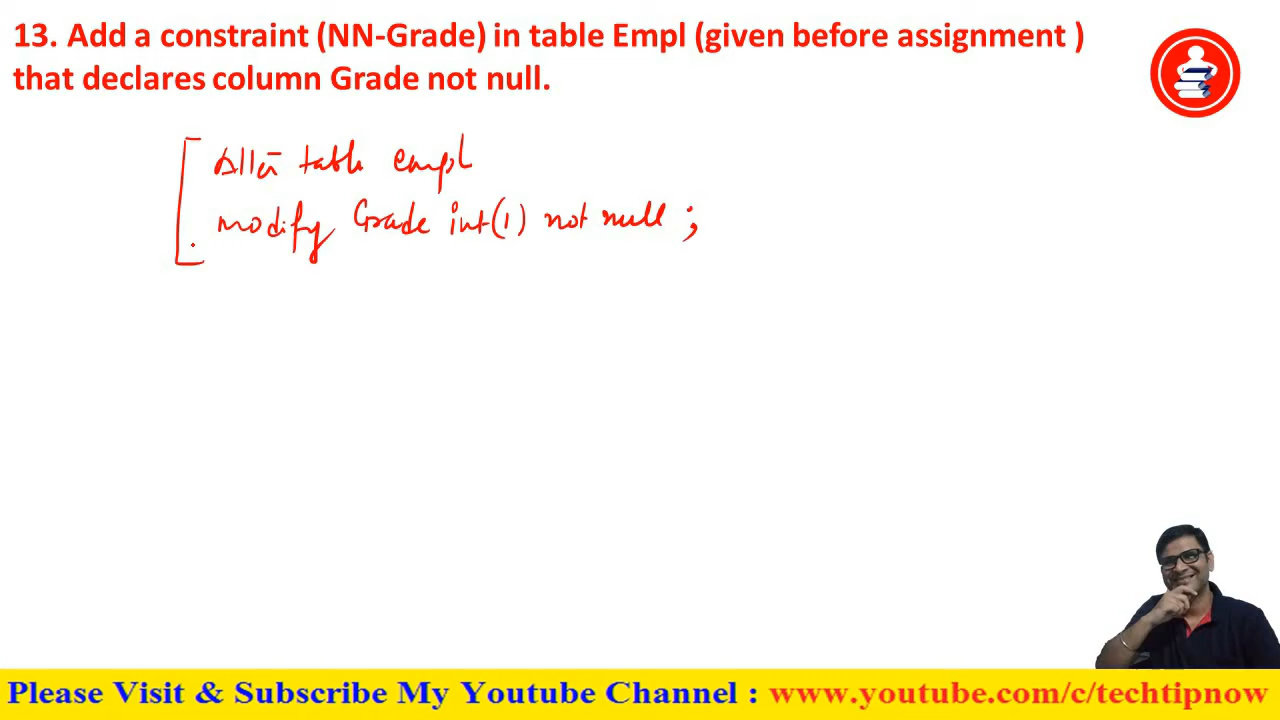 13. Add a constraint (NN-Grade) in table Empl (given before assignment )
that declares column Grade not null.
Alter table empl
modify Grade int(1) not null ;
Please Visit & Subscribe My Youtube Channel : www.youtube.com/c/techtipnow